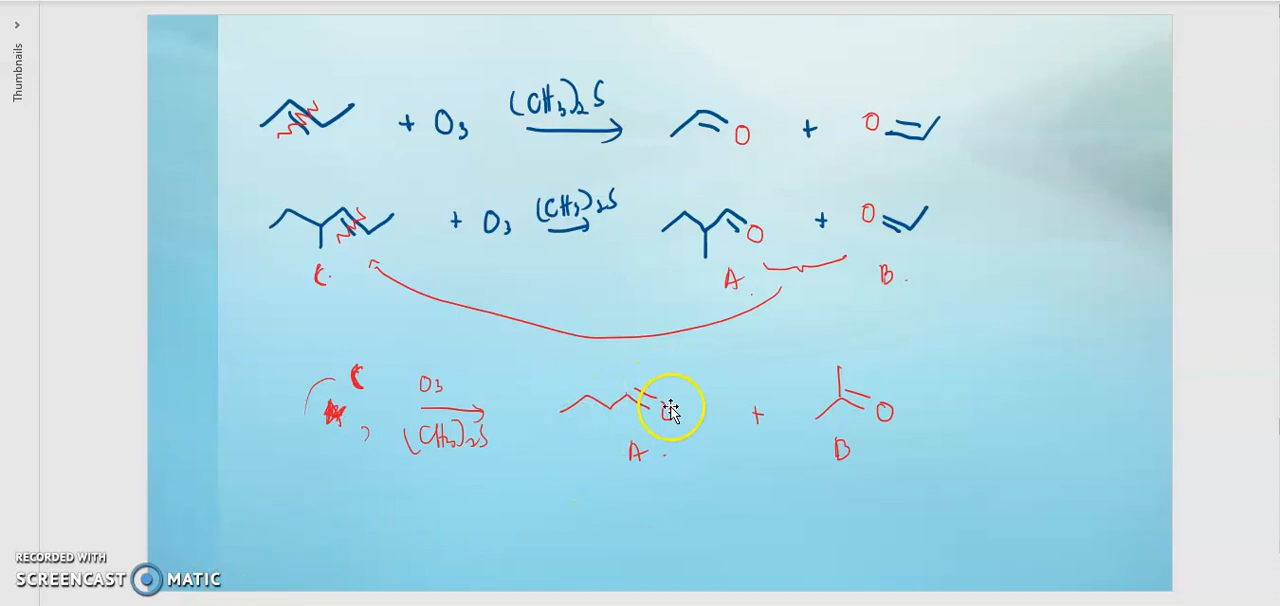 Thumbnails
(CH3)2S
+ O3 O + O
+ O3 (CH3)2S O + O
C. A. B.
C O3 O + O
(CH3)2S
A. B
RECORDED WITH
SCREENCAST MATIC